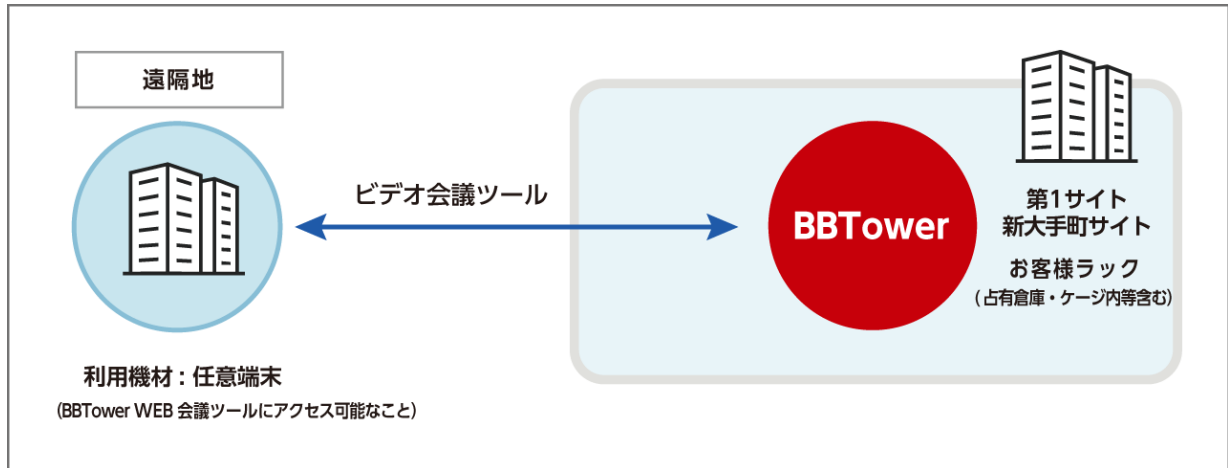 遠隔地
ビデオ会議ツール
BBTower
第1サイト
新大手町サイト
お客様ラック
(占有倉庫・ケージ内等含む)
利用機材：任意端末
(BBTower WEB 会議ツールにアクセス可能なこと)